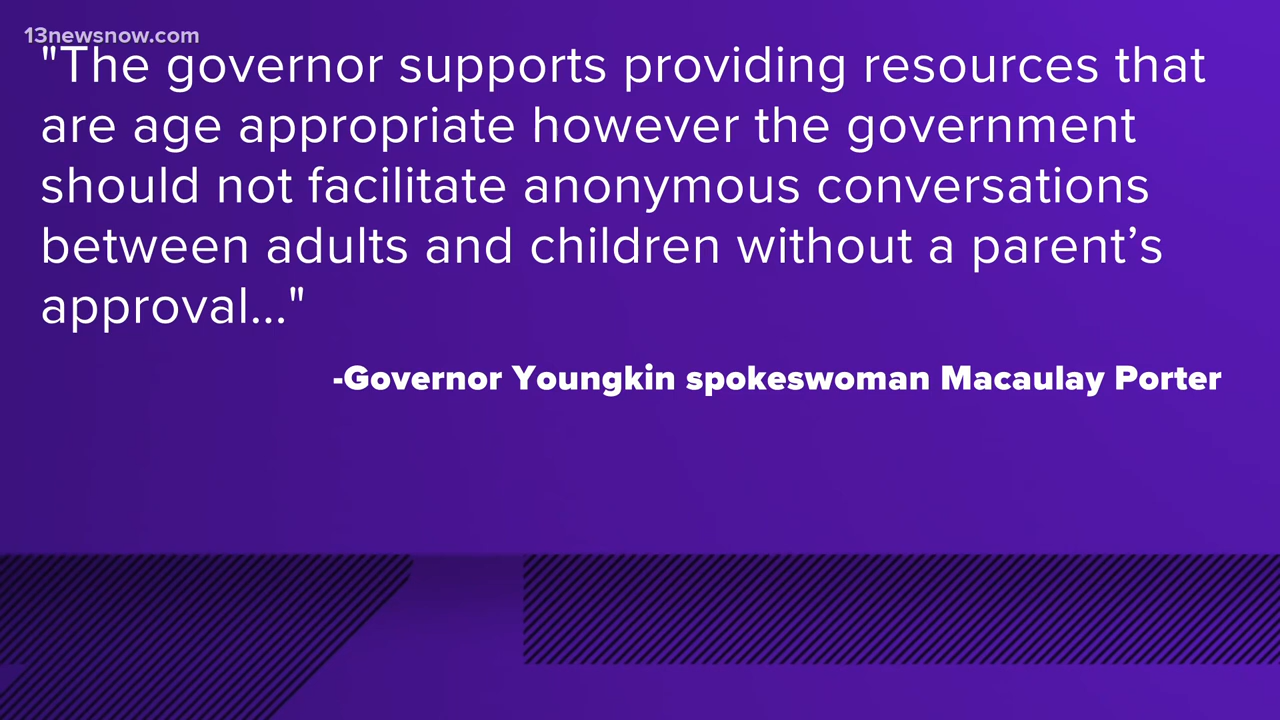 13newsnow.com
"The governor supports providing resources that
are age appropriate however the government
should not facilitate anonymous conversations
between adults and children without a parent’s
approval..."
-Governor Youngkin spokeswoman Macaulay Porter